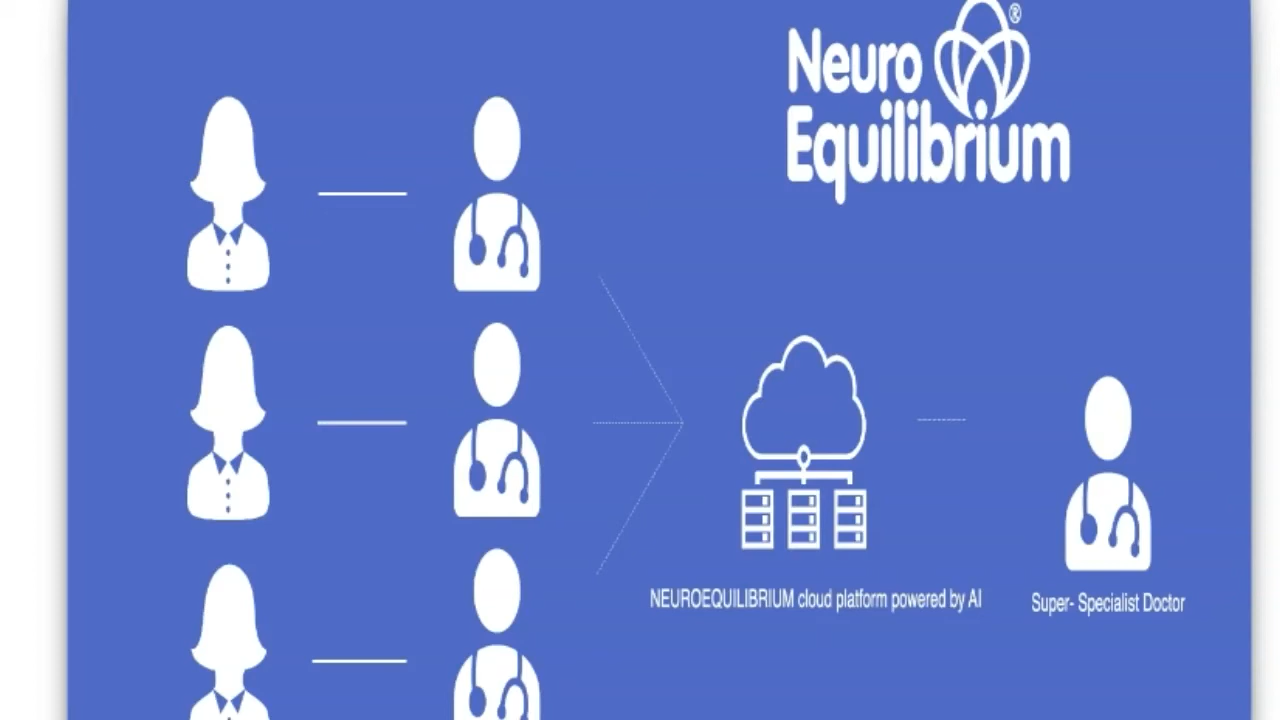 Neuro
Equilibrium
®
NEUROEQUILIBRIUM cloud platform powered by AI
Super- Specialist Doctor